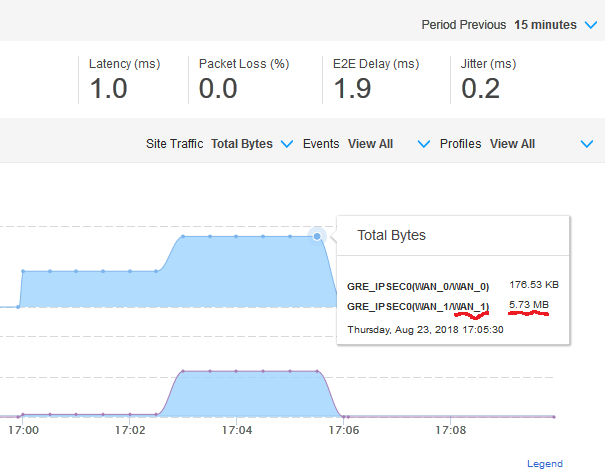 Period Previous 15 minutes
Latency (ms) Packet Loss (%) E2E Delay (ms) Jitter (ms)
1.0 0.0 1.9 0.2
Site Traffic Total Bytes Events View All Profiles View All
Total Bytes
GRE_IPSEC0(WAN_0/WAN_0) 176.53 KB
GRE_IPSEC0(WAN_1/WAN_1) 5.73 MB
Thursday, Aug 23, 2018 17:05:30
17:00 17:02 17:04 17:06 17:08
Legend